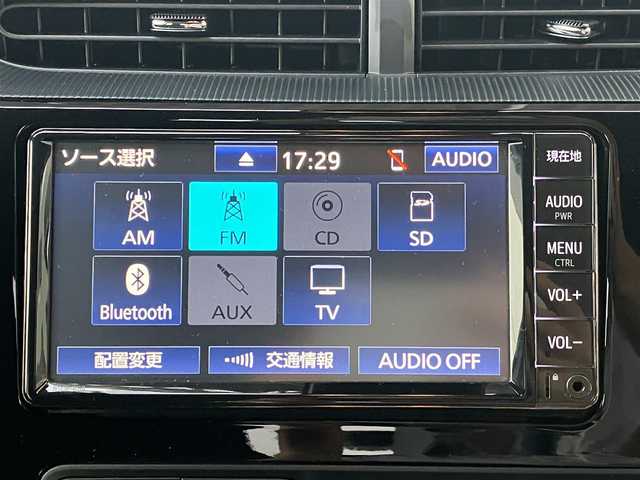 ソース選択 17:29 AUDIO
AM FM CD SD
Bluetooth AUX TV
配置変更 交通情報 AUDIO OFF
現在地
AUDIO
PWR
MENU
CTRL
VOL+
VOL−